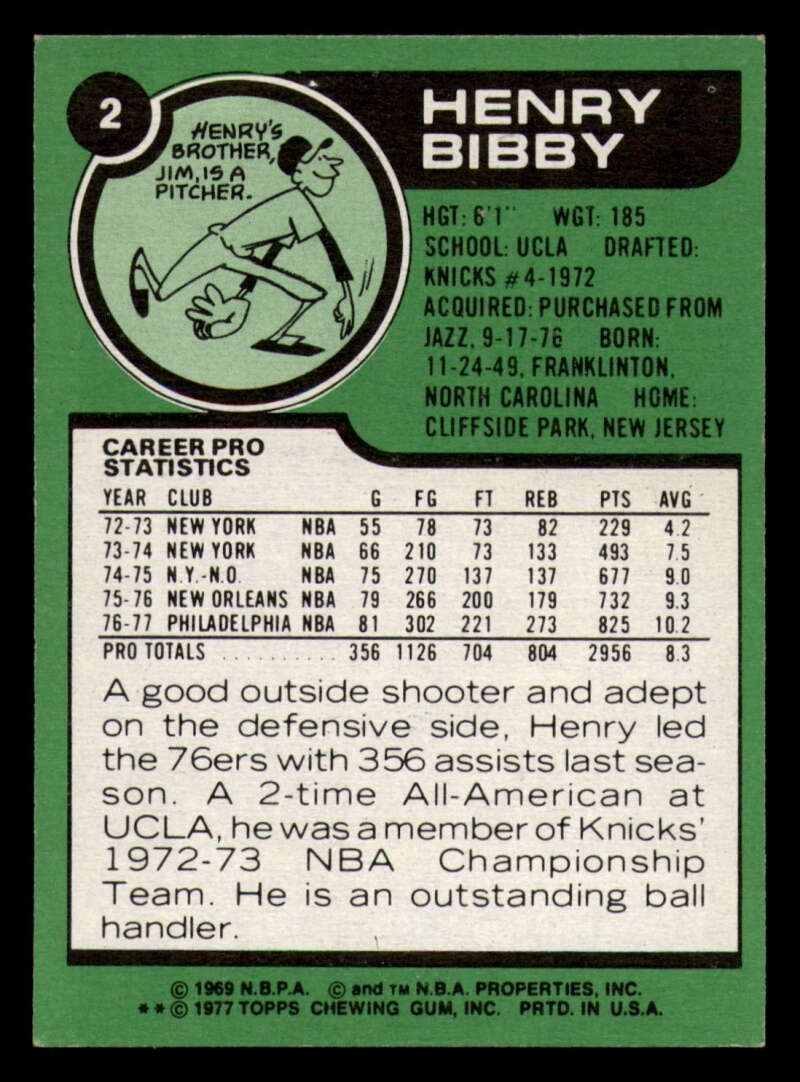 2
HENRY'S
BROTHER,
JIM, IS A
PITCHER.
HENRY
BIBBY
HGT: 6'1" WGT: 185
SCHOOL: UCLA DRAFTED:
KNICKS #4-1972
ACQUIRED: PURCHASED FROM
JAZZ, 9-17-76 BORN:
11-24-49, FRANKLINTON,
NORTH CAROLINA HOME:
CLIFFSIDE PARK, NEW JERSEY
CAREER PRO
STATISTICS
YEAR CLUB G FG FT REB PTS AVG
72-73 NEW YORK NBA 55 78 73 82 229 4.2
73-74 NEW YORK NBA 66 210 73 133 493 7.5
74-75 N.Y.-N.O. NBA 75 270 137 137 677 9.0
75-76 NEW ORLEANS NBA 79 266 200 179 732 9.3
76-77 PHILADELPHIA NBA 81 302 221 273 825 10.2
PRO TOTALS .......... 356 1126 704 804 2956 8.3
A good outside shooter and adept
on the defensive side, Henry led
the 76ers with 356 assists last sea-
son. A 2-time All-American at
UCLA, he was a member of Knicks'
1972-73 NBA Championship
Team. He is an outstanding ball
handler.
© 1969 N.B.P.A. © and TM N.B.A. PROPERTIES, INC.
**© 1977 TOPPS CHEWING GUM, INC. PRTD. IN U.S.A.